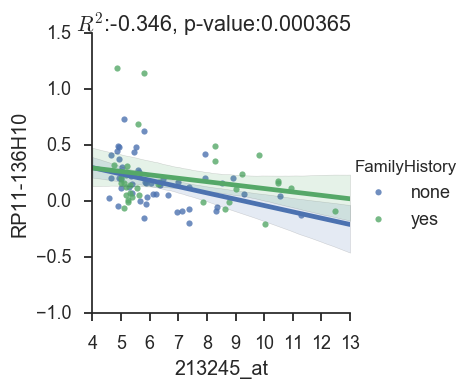 R²:-0.346, p-value:0.000365
1.5
1.0
0.5
0.0
−0.5
−1.0
RP11-136H10
4 5 6 7 8 9 10 11 12 13
213245_at
FamilyHistory
none
yes